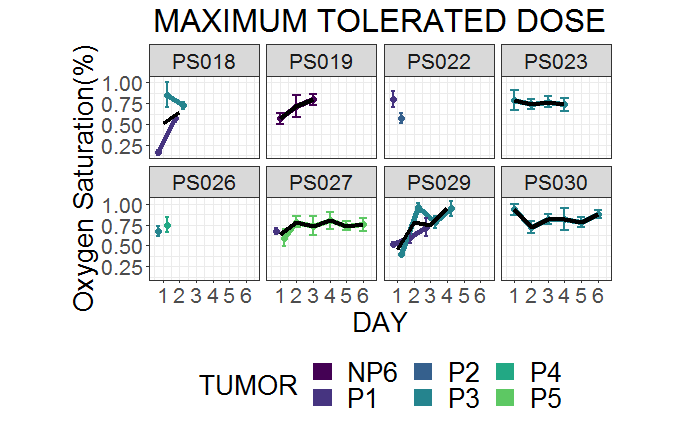 MAXIMUM TOLERATED DOSE
Oxygen Saturation(%)
PS018 PS019 PS022 PS023
1.00
0.75
0.50
0.25
PS026 PS027 PS029 PS030
1.00
0.75
0.50
0.25
1 2 3 4 5 6 1 2 3 4 5 6 1 2 3 4 5 6 1 2 3 4 5 6
DAY
TUMOR
NP6 P2 P4
P1 P3 P5